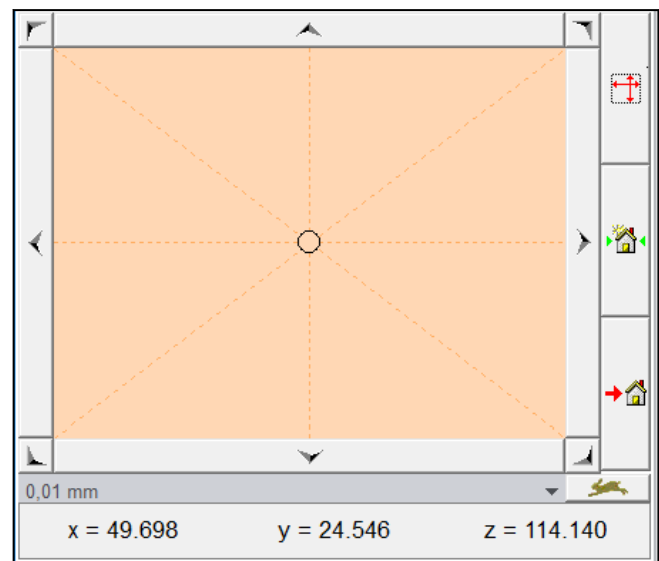 0,01 mm
x = 49.698 y = 24.546 z = 114.140